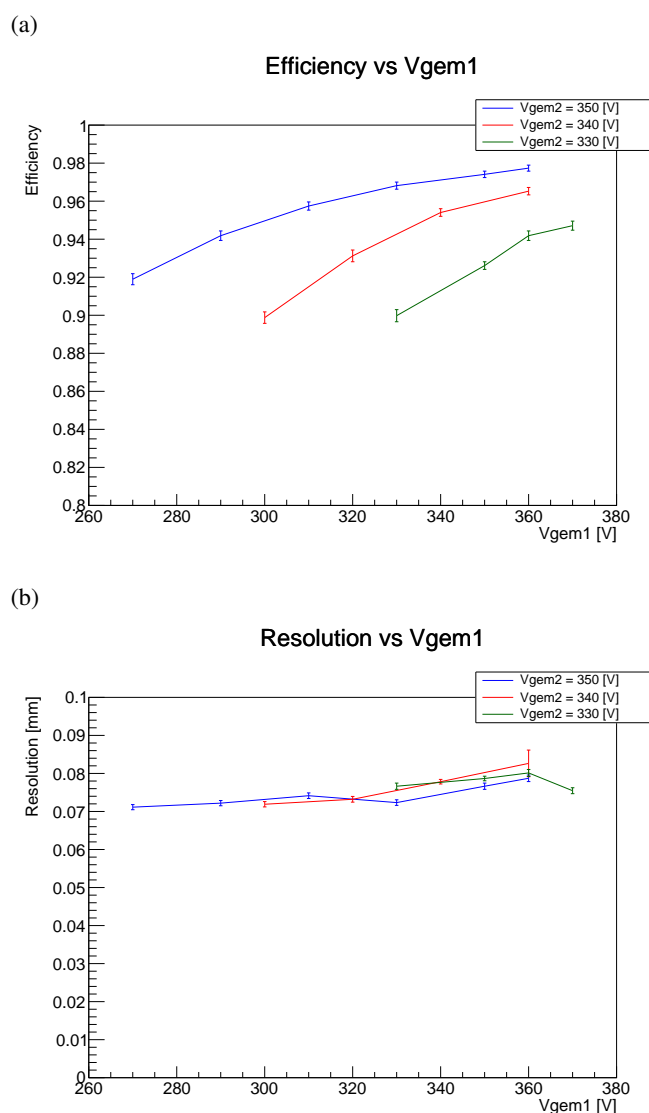 (a)
Efficiency vs Vgem1
Vgem2 = 350 [V]
Vgem2 = 340 [V]
Vgem2 = 330 [V]
Efficiency
1
0.98
0.96
0.94
0.92
0.9
0.88
0.86
0.84
0.82
0.8
260 280 300 320 340 360 380
Vgem1 [V]
(b)
Resolution vs Vgem1
Vgem2 = 350 [V]
Vgem2 = 340 [V]
Vgem2 = 330 [V]
Resolution [mm]
0.1
0.09
0.08
0.07
0.06
0.05
0.04
0.03
0.02
0.01
0
260 280 300 320 340 360 380
Vgem1 [V]